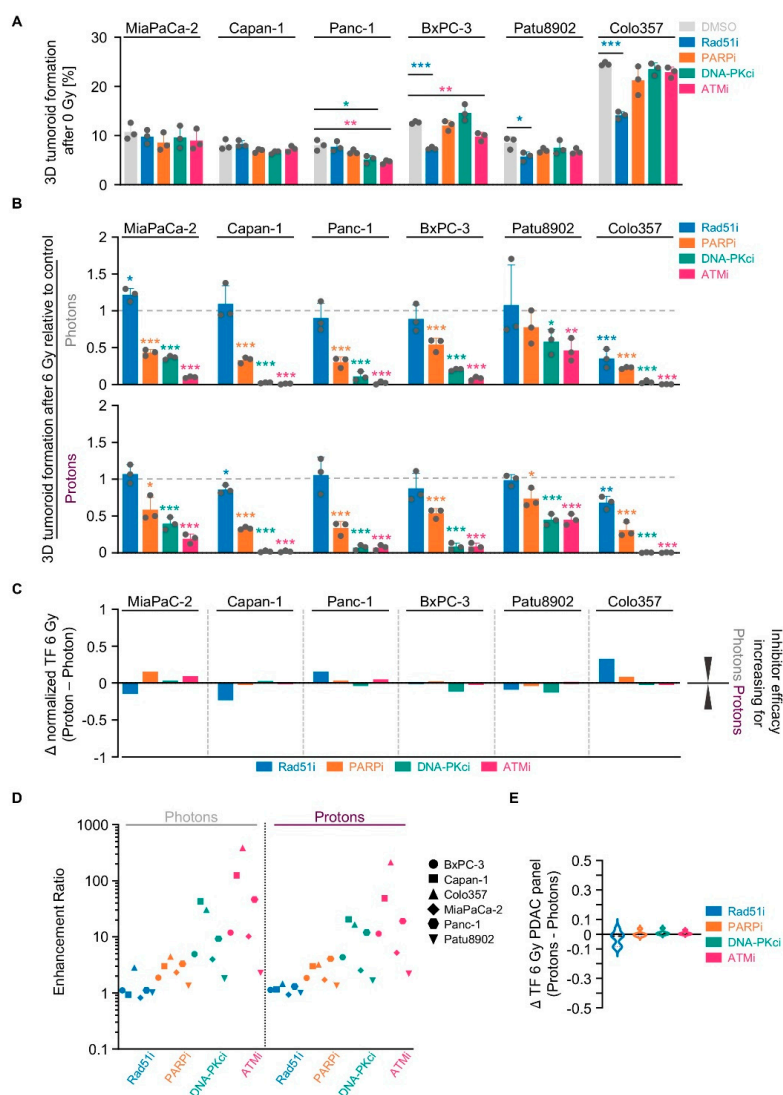 A
MiaPaCa-2 Capan-1 Panc-1 BxPC-3 Patu8902 Colo357
DMSO
Rad51i
PARPi
DNA-PKci
ATMi
3D tumoroid formation
after 0 Gy [%]
30
20
10
0
*
**
***
**
*
***
B
MiaPaCa-2 Capan-1 Panc-1 BxPC-3 Patu8902 Colo357
Rad51i
PARPi
DNA-PKci
ATMi
3D tumoroid formation after 6 Gy relative to control
Photons
2
1.5
1
0.5
0
* *** *** ***
*** *** ***
*** *** ***
*** *** ***
* **
*** *** *** ***
Protons
2
1.5
1
0.5
0
* *** ***
* *** *** ***
*** *** ***
*** *** ***
* *** ***
** *** *** ***
C
MiaPaC-2 Capan-1 Panc-1 BxPC-3 Patu8902 Colo357
Δ normalized TF 6 Gy
(Proton – Photon)
1
0.5
0
-0.5
-1
Inhibitor efficacy
increasing for
Photons Protons
Rad51i PARPi DNA-PKci ATMi
D
Photons Protons
Enhancement Ratio
1000
100
10
1
0.1
BxPC-3
Capan-1
Colo357
MiaPaCa-2
Panc-1
Patu8902
Rad51i PARPi DNA-PKci ATMi Rad51i PARPi DNA-PKci ATMi
E
Δ TF 6 Gy PDAC panel
(Protons - Photons)
0.5
0.3
0.1
0
-0.1
-0.3
-0.5
Rad51i
PARPi
DNA-PKci
ATMi